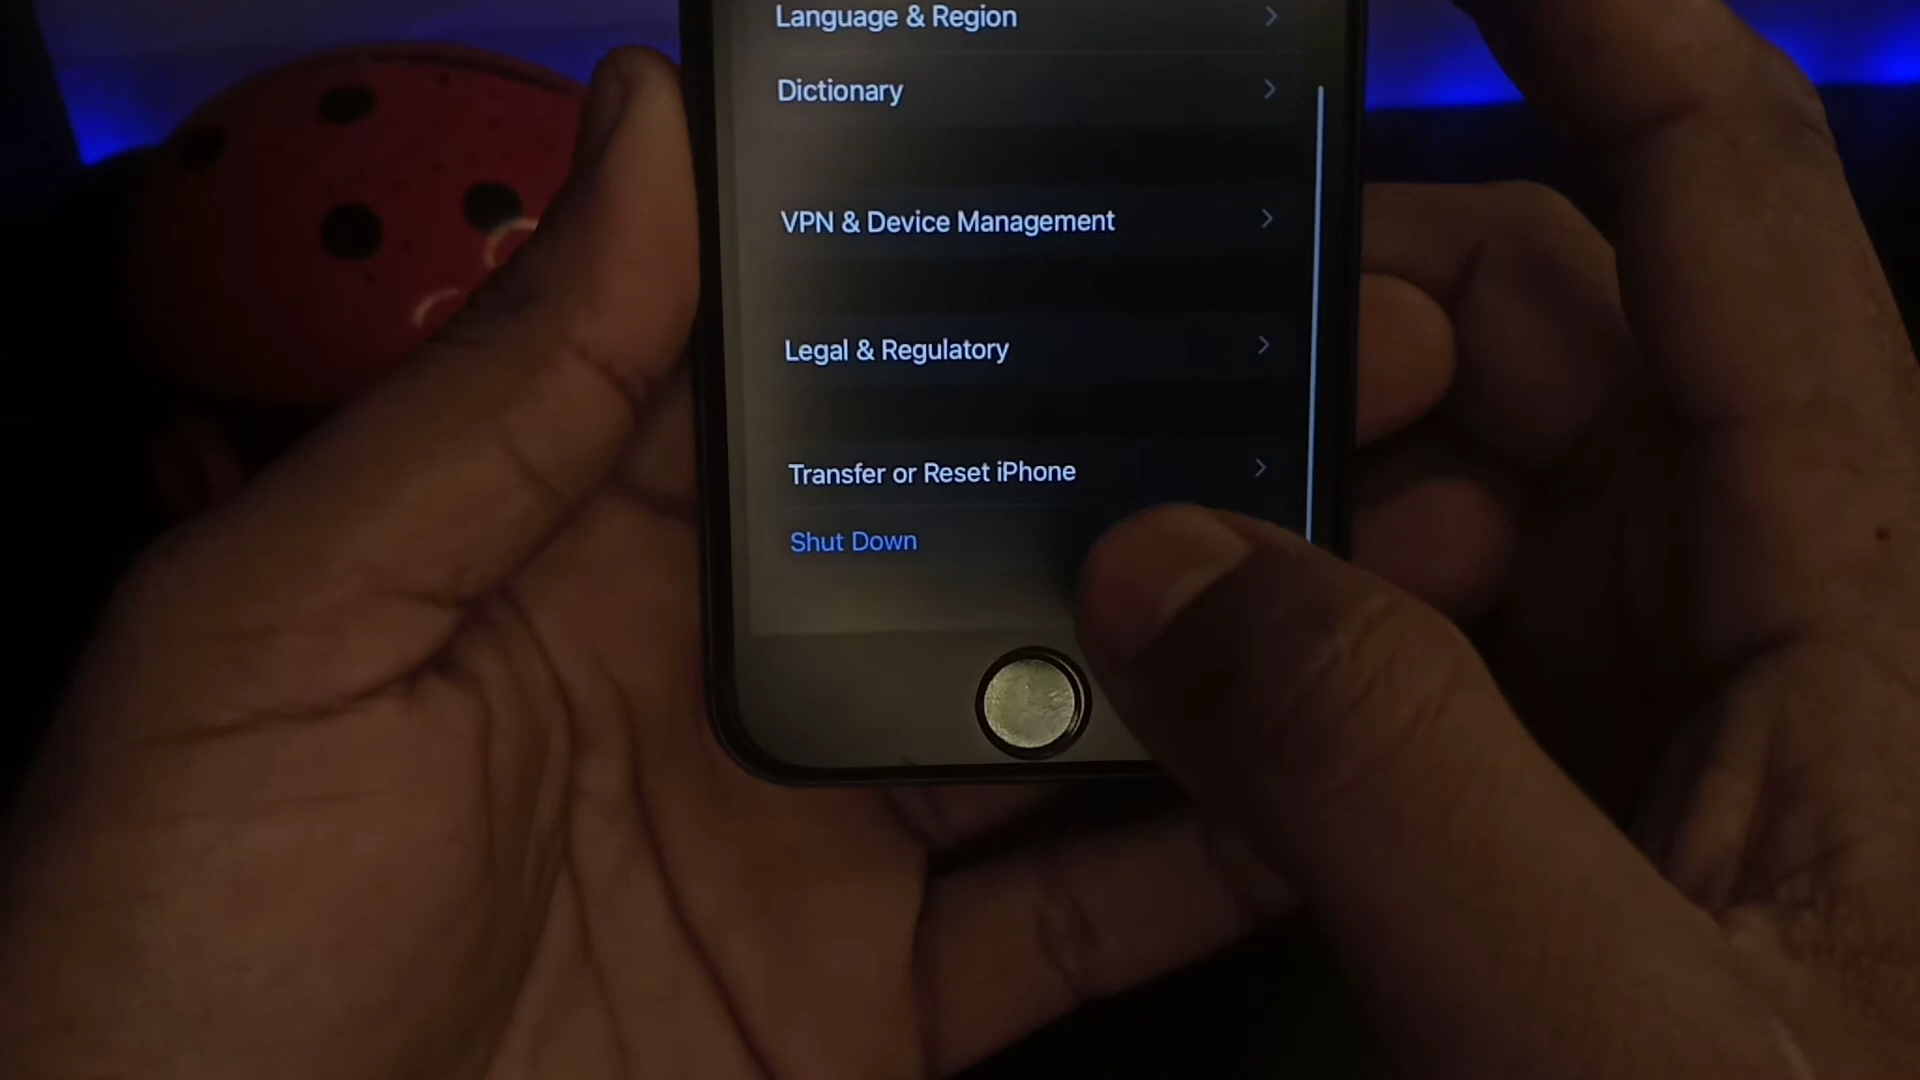 Language & Region
Dictionary
VPN & Device Management
Legal & Regulatory
Transfer or Reset iPhone
Shut Down